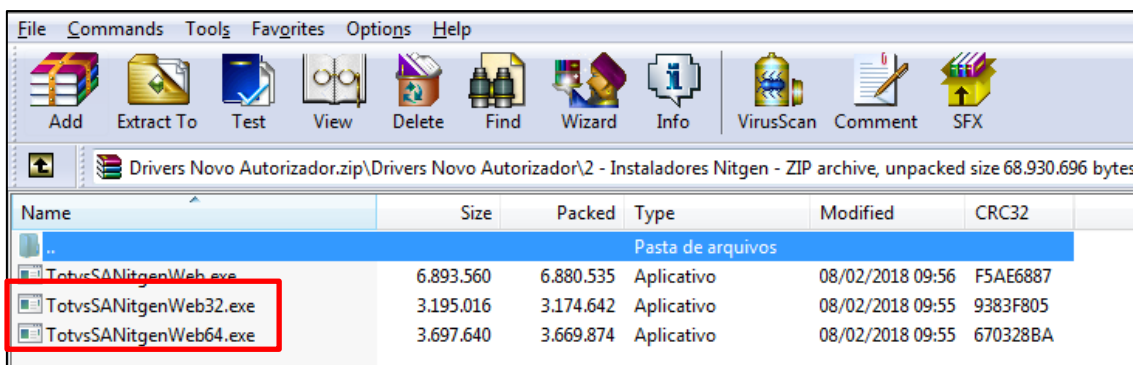 File Commands Tools Favorites Options Help
Add Extract To Test View Delete Find Wizard Info VirusScan Comment SFX
Drivers Novo Autorizador.zip\Drivers Novo Autorizador\2 - Instaladores Nitgen - ZIP archive, unpacked size 68.930.696 bytes
Name Size Packed Type Modified CRC32
.. Pasta de arquivos
TotvsSANitgenWeb.exe 6.893.560 6.880.535 Aplicativo 08/02/2018 09:56 F5AE6887
TotvsSANitgenWeb32.exe 3.195.016 3.174.642 Aplicativo 08/02/2018 09:55 9383F805
TotvsSANitgenWeb64.exe 3.697.640 3.669.874 Aplicativo 08/02/2018 09:55 670328BA